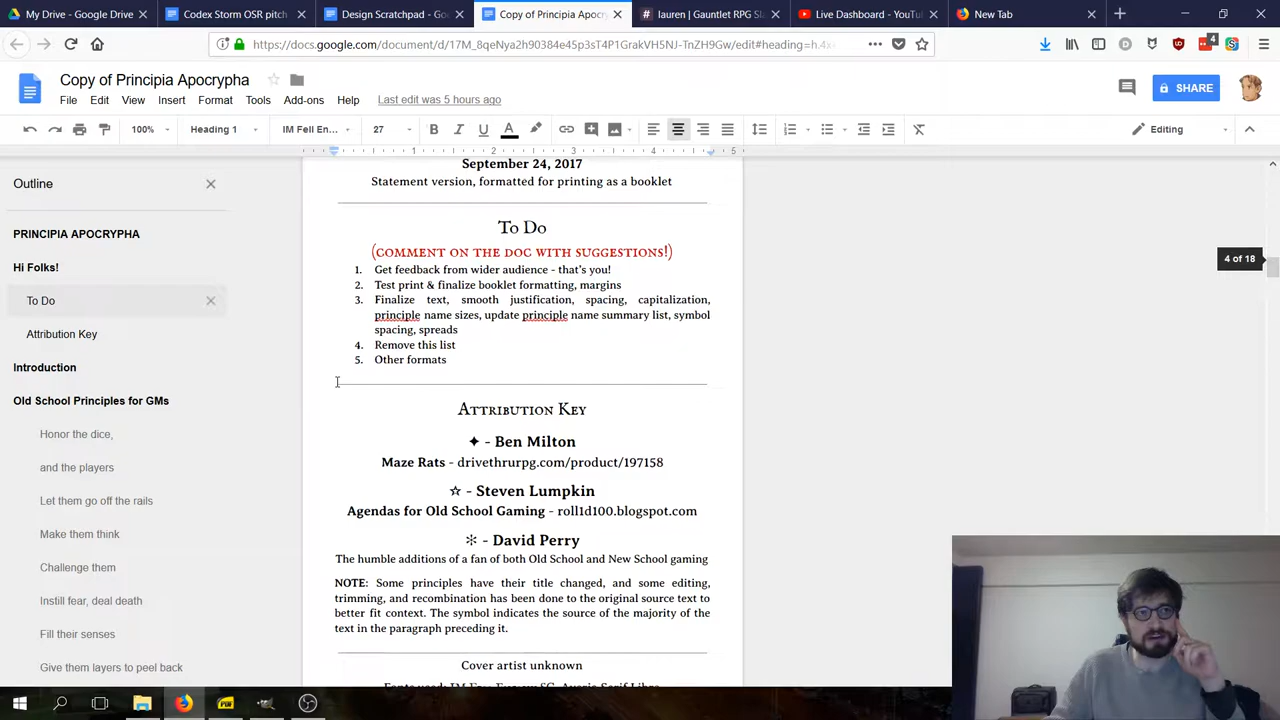 My Drive - Google Drive
Codex Storm OSR pitch
Design Scratchpad - Go
Copy of Principia Apocry
lauren | Gauntlet RPG Sl
Live Dashboard - YouTu
New Tab
https://docs.google.com/document/d/17M_8qeNya2h90384e45p3sT4P1GrakVH5NJ-TnZH9Gw/edit#heading=h.4x
4
Copy of Principia Apocrypha
File Edit View Insert Format Tools Add-ons Help Last edit was 5 hours ago
SHARE
100% Heading 1 IM Fell En... 27
Editing
1 2 3 4 5
Outline
PRINCIPIA APOCRYPHA
Hi Folks!
To Do
Attribution Key
Introduction
Old School Principles for GMs
Honor the dice,
and the players
Let them go off the rails
Make them think
Challenge them
Instill fear, deal death
Fill their senses
Give them layers to peel back
September 24, 2017
Statement version, formatted for printing as a booklet
To Do
(comment on the doc with suggestions!)
1. Get feedback from wider audience - that's you!
2. Test print & finalize booklet formatting, margins
3. Finalize text, smooth justification, spacing, capitalization,
principle name sizes, update principle name summary list, symbol
spacing, spreads
4. Remove this list
5. Other formats
Attribution Key
✦ - Ben Milton
Maze Rats - drivethrurpg.com/product/197158
☆ - Steven Lumpkin
Agendas for Old School Gaming - roll1d100.blogspot.com
✼ - David Perry
The humble additions of a fan of both Old School and New School gaming
NOTE: Some principles have their title changed, and some editing,
trimming, and recombination has been done to the original source text to
better fit context. The symbol indicates the source of the majority of the
text in the paragraph preceding it.
Cover artist unknown
4 of 18